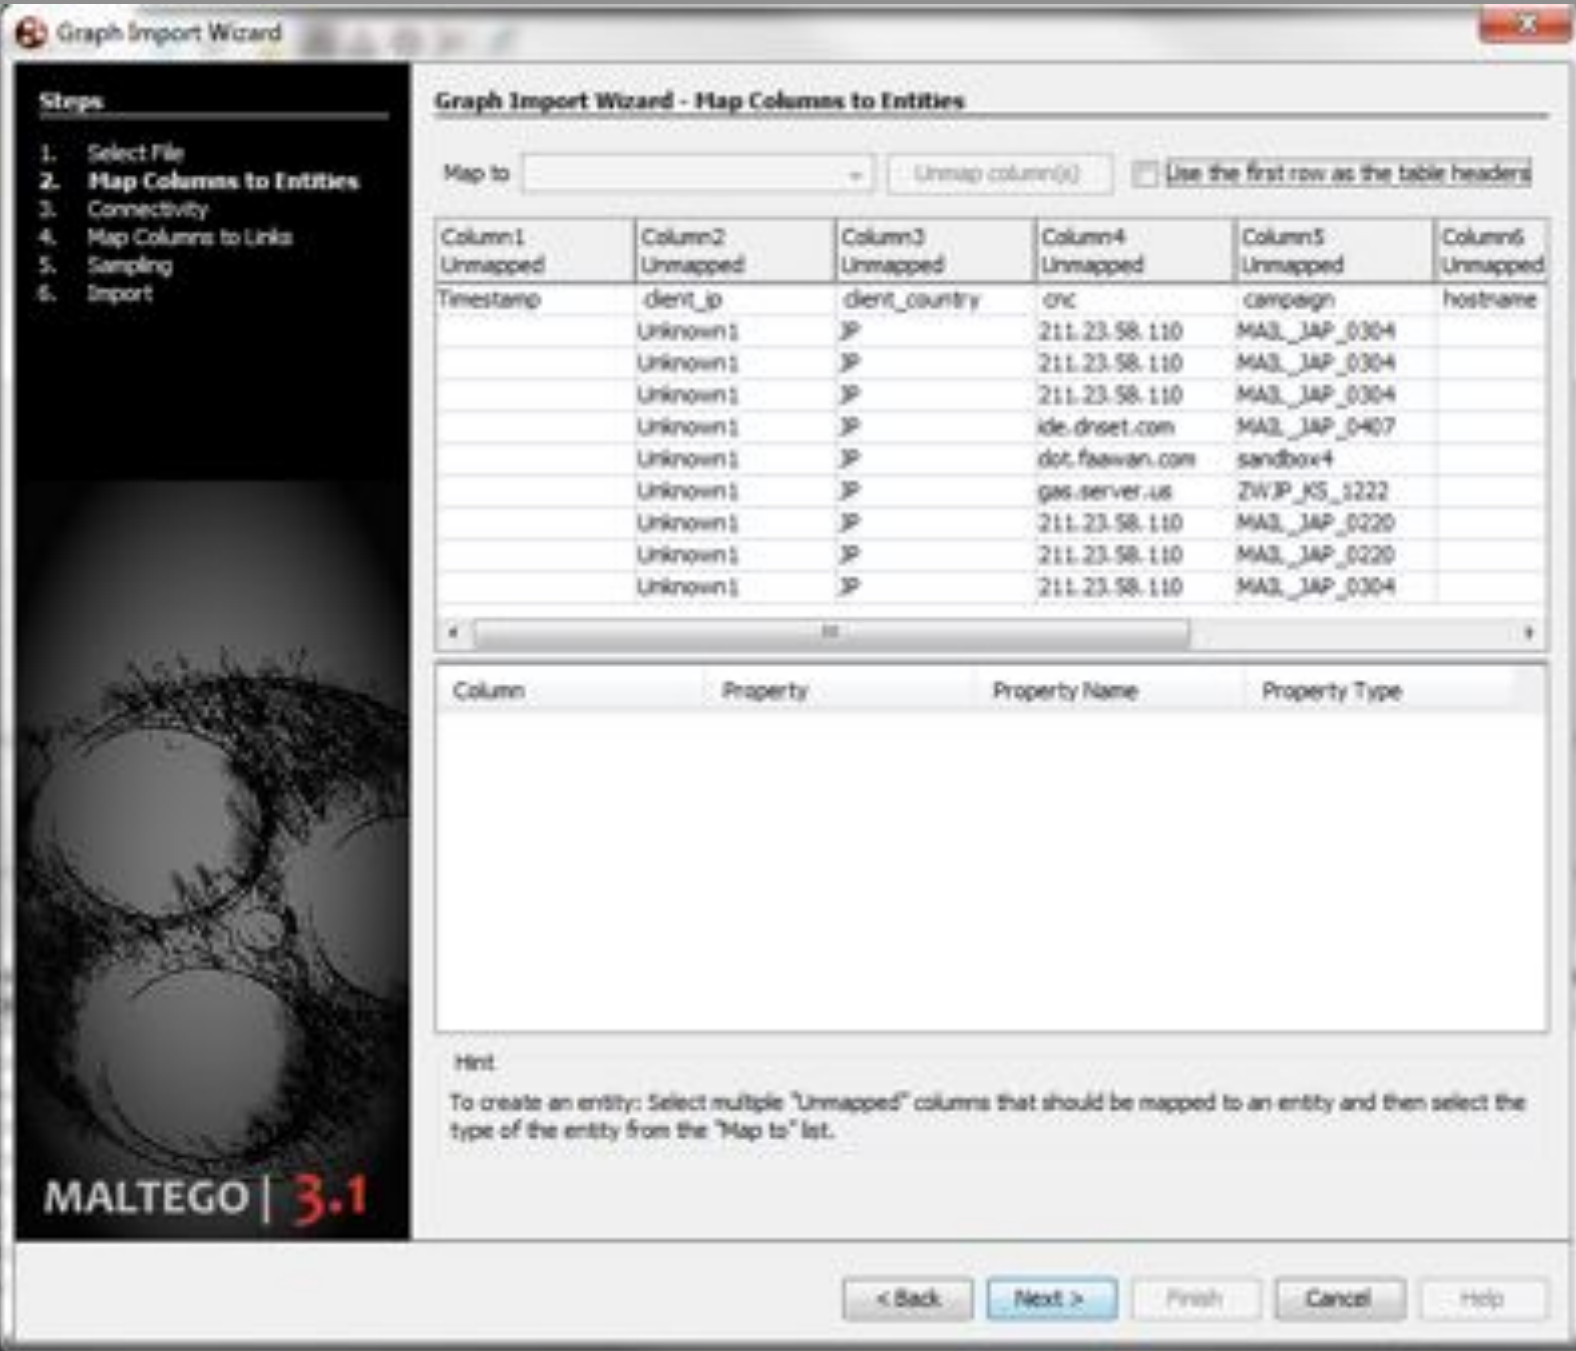 Graph Import Wizard
Steps
1. Select File
2. Map Columns to Entities
3. Connectivity
4. Map Columns to Links
5. Sampling
6. Import
MALTEGO | 3.1
Graph Import Wizard - Map Columns to Entities
Map to Unmap column(s) Use the first row as the table headers
Column1 Column2 Column3 Column4 Column5 Column6
Unmapped Unmapped Unmapped Unmapped Unmapped Unmapped
Timestamp client_ip client_country cnc campaign hostname
Unknown1 JP 211.23.58.110 MAIL_JAP_0304
Unknown1 JP 211.23.58.110 MAIL_JAP_0304
Unknown1 JP 211.23.58.110 MAIL_JAP_0304
Unknown1 JP ide.dnset.com MAIL_JAP_0407
Unknown1 JP dot.faawan.com sandbox4
Unknown1 JP gas.server.us ZWJP_KS_1222
Unknown1 JP 211.23.58.110 MAIL_JAP_0220
Unknown1 JP 211.23.58.110 MAIL_JAP_0220
Unknown1 JP 211.23.58.110 MAIL_JAP_0304
Column Property Property Name Property Type
Hint
To create an entity: Select multiple "Unmapped" columns that should be mapped to an entity and then select the
type of the entity from the "Map to" list.
< Back Next > Finish Cancel Help